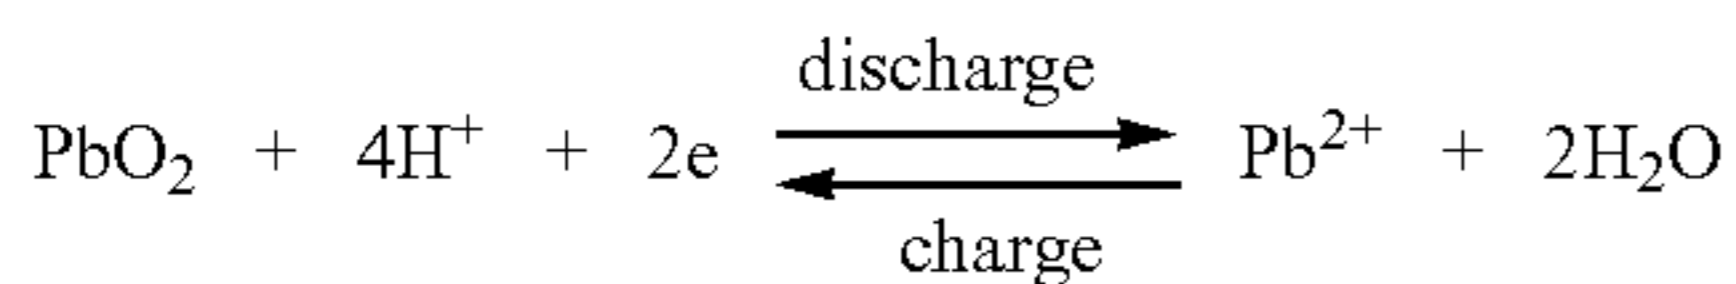 discharge
PbO₂ + 4H⁺ + 2e ⇄ Pb²⁺ + 2H₂O
charge